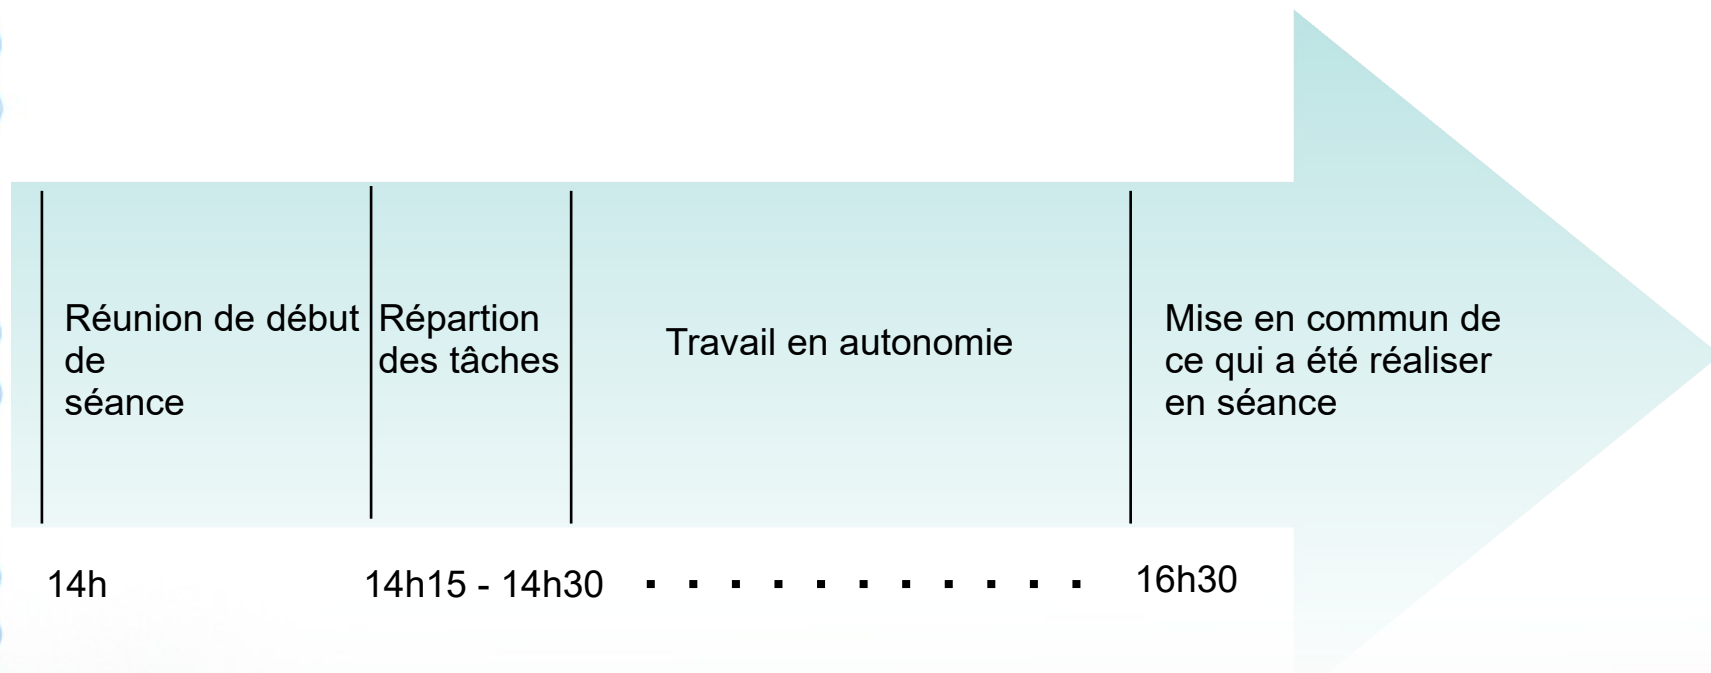 Réunion de début
de
séance
Répartion
des tâches
Travail en autonomie
Mise en commun de
ce qui a été réaliser
en séance
14h
14h15 - 14h30
16h30